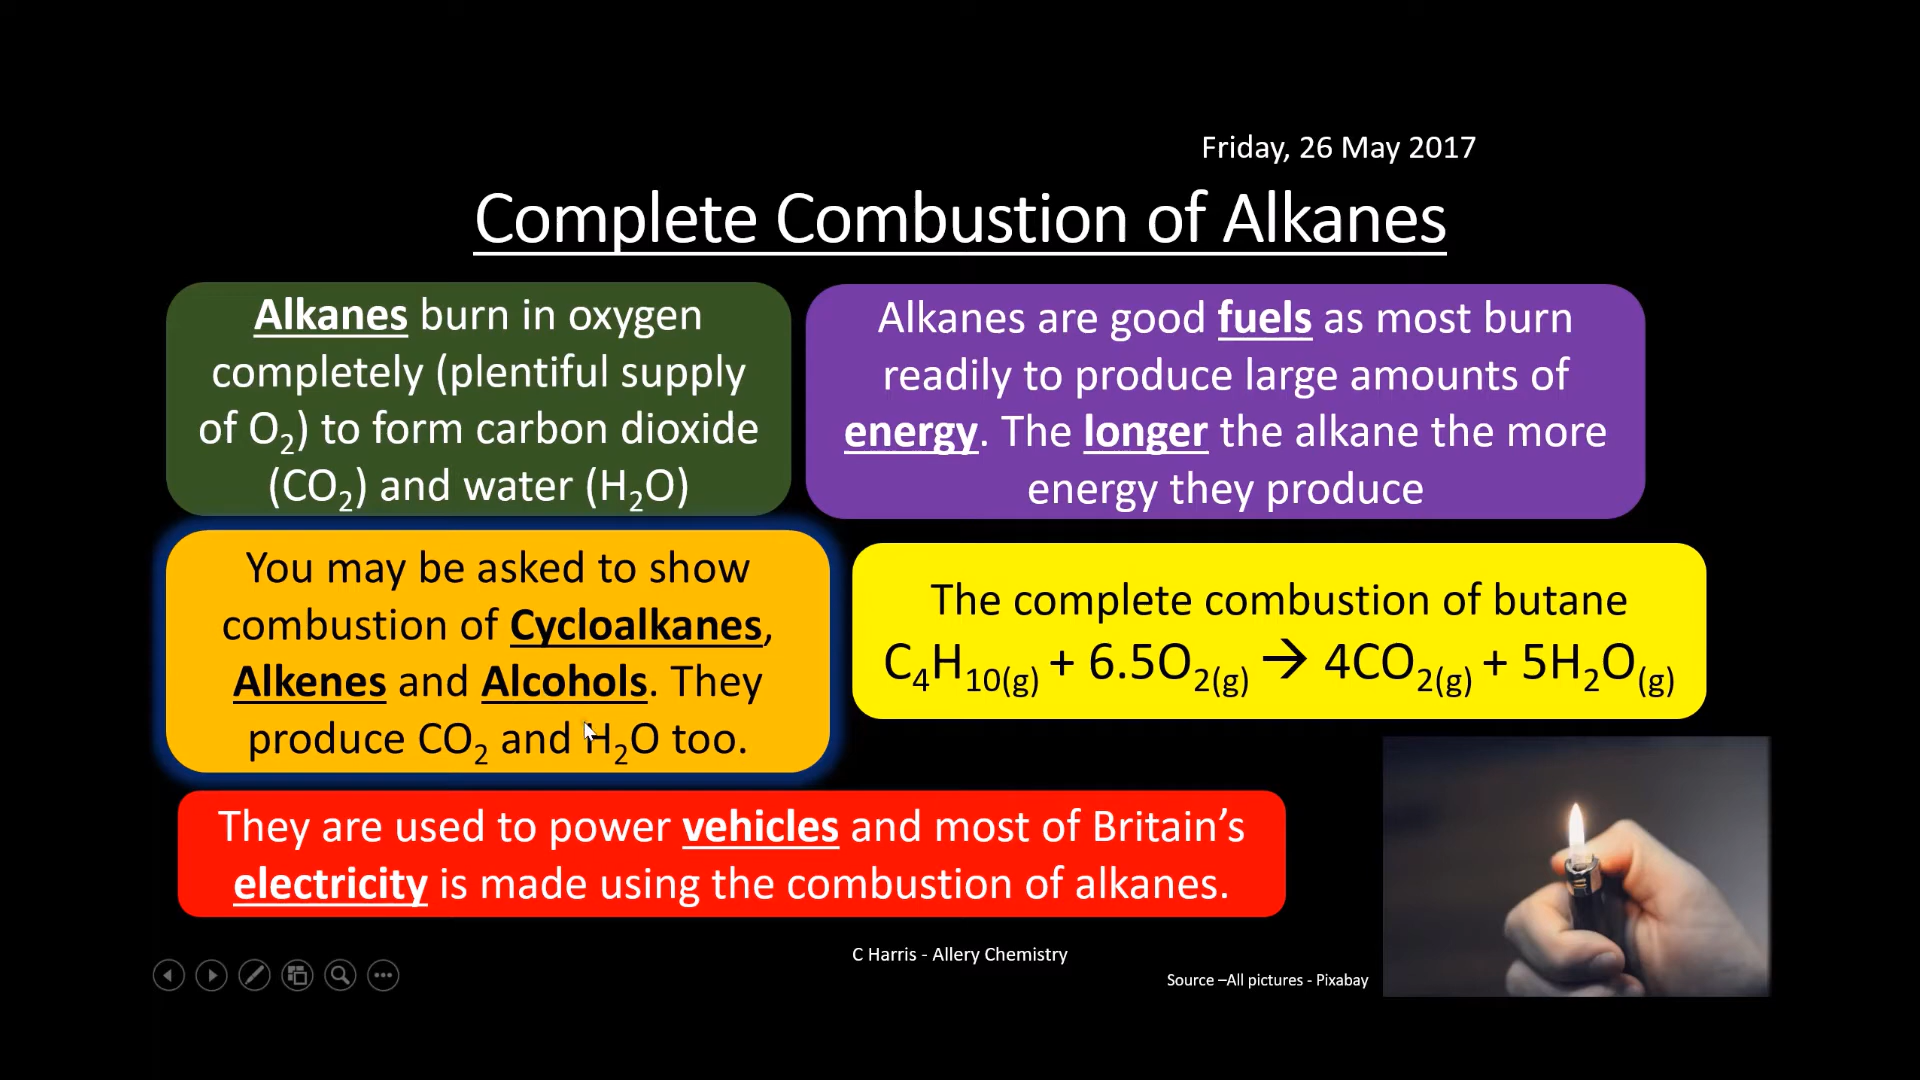 Friday, 26 May 2017
Complete Combustion of Alkanes
Alkanes burn in oxygen
completely (plentiful supply
of O₂) to form carbon dioxide
(CO₂) and water (H₂O)
Alkanes are good fuels as most burn
readily to produce large amounts of
energy. The longer the alkane the more
energy they produce
You may be asked to show
combustion of Cycloalkanes,
Alkenes and Alcohols. They
produce CO₂ and H₂O too.
The complete combustion of butane
C₄H₁₀₍g₎ + 6.5O₂₍g₎ → 4CO₂₍g₎ + 5H₂O₍g₎
They are used to power vehicles and most of Britain’s
electricity is made using the combustion of alkanes.
C Harris - Allery Chemistry
Source –All pictures - Pixabay